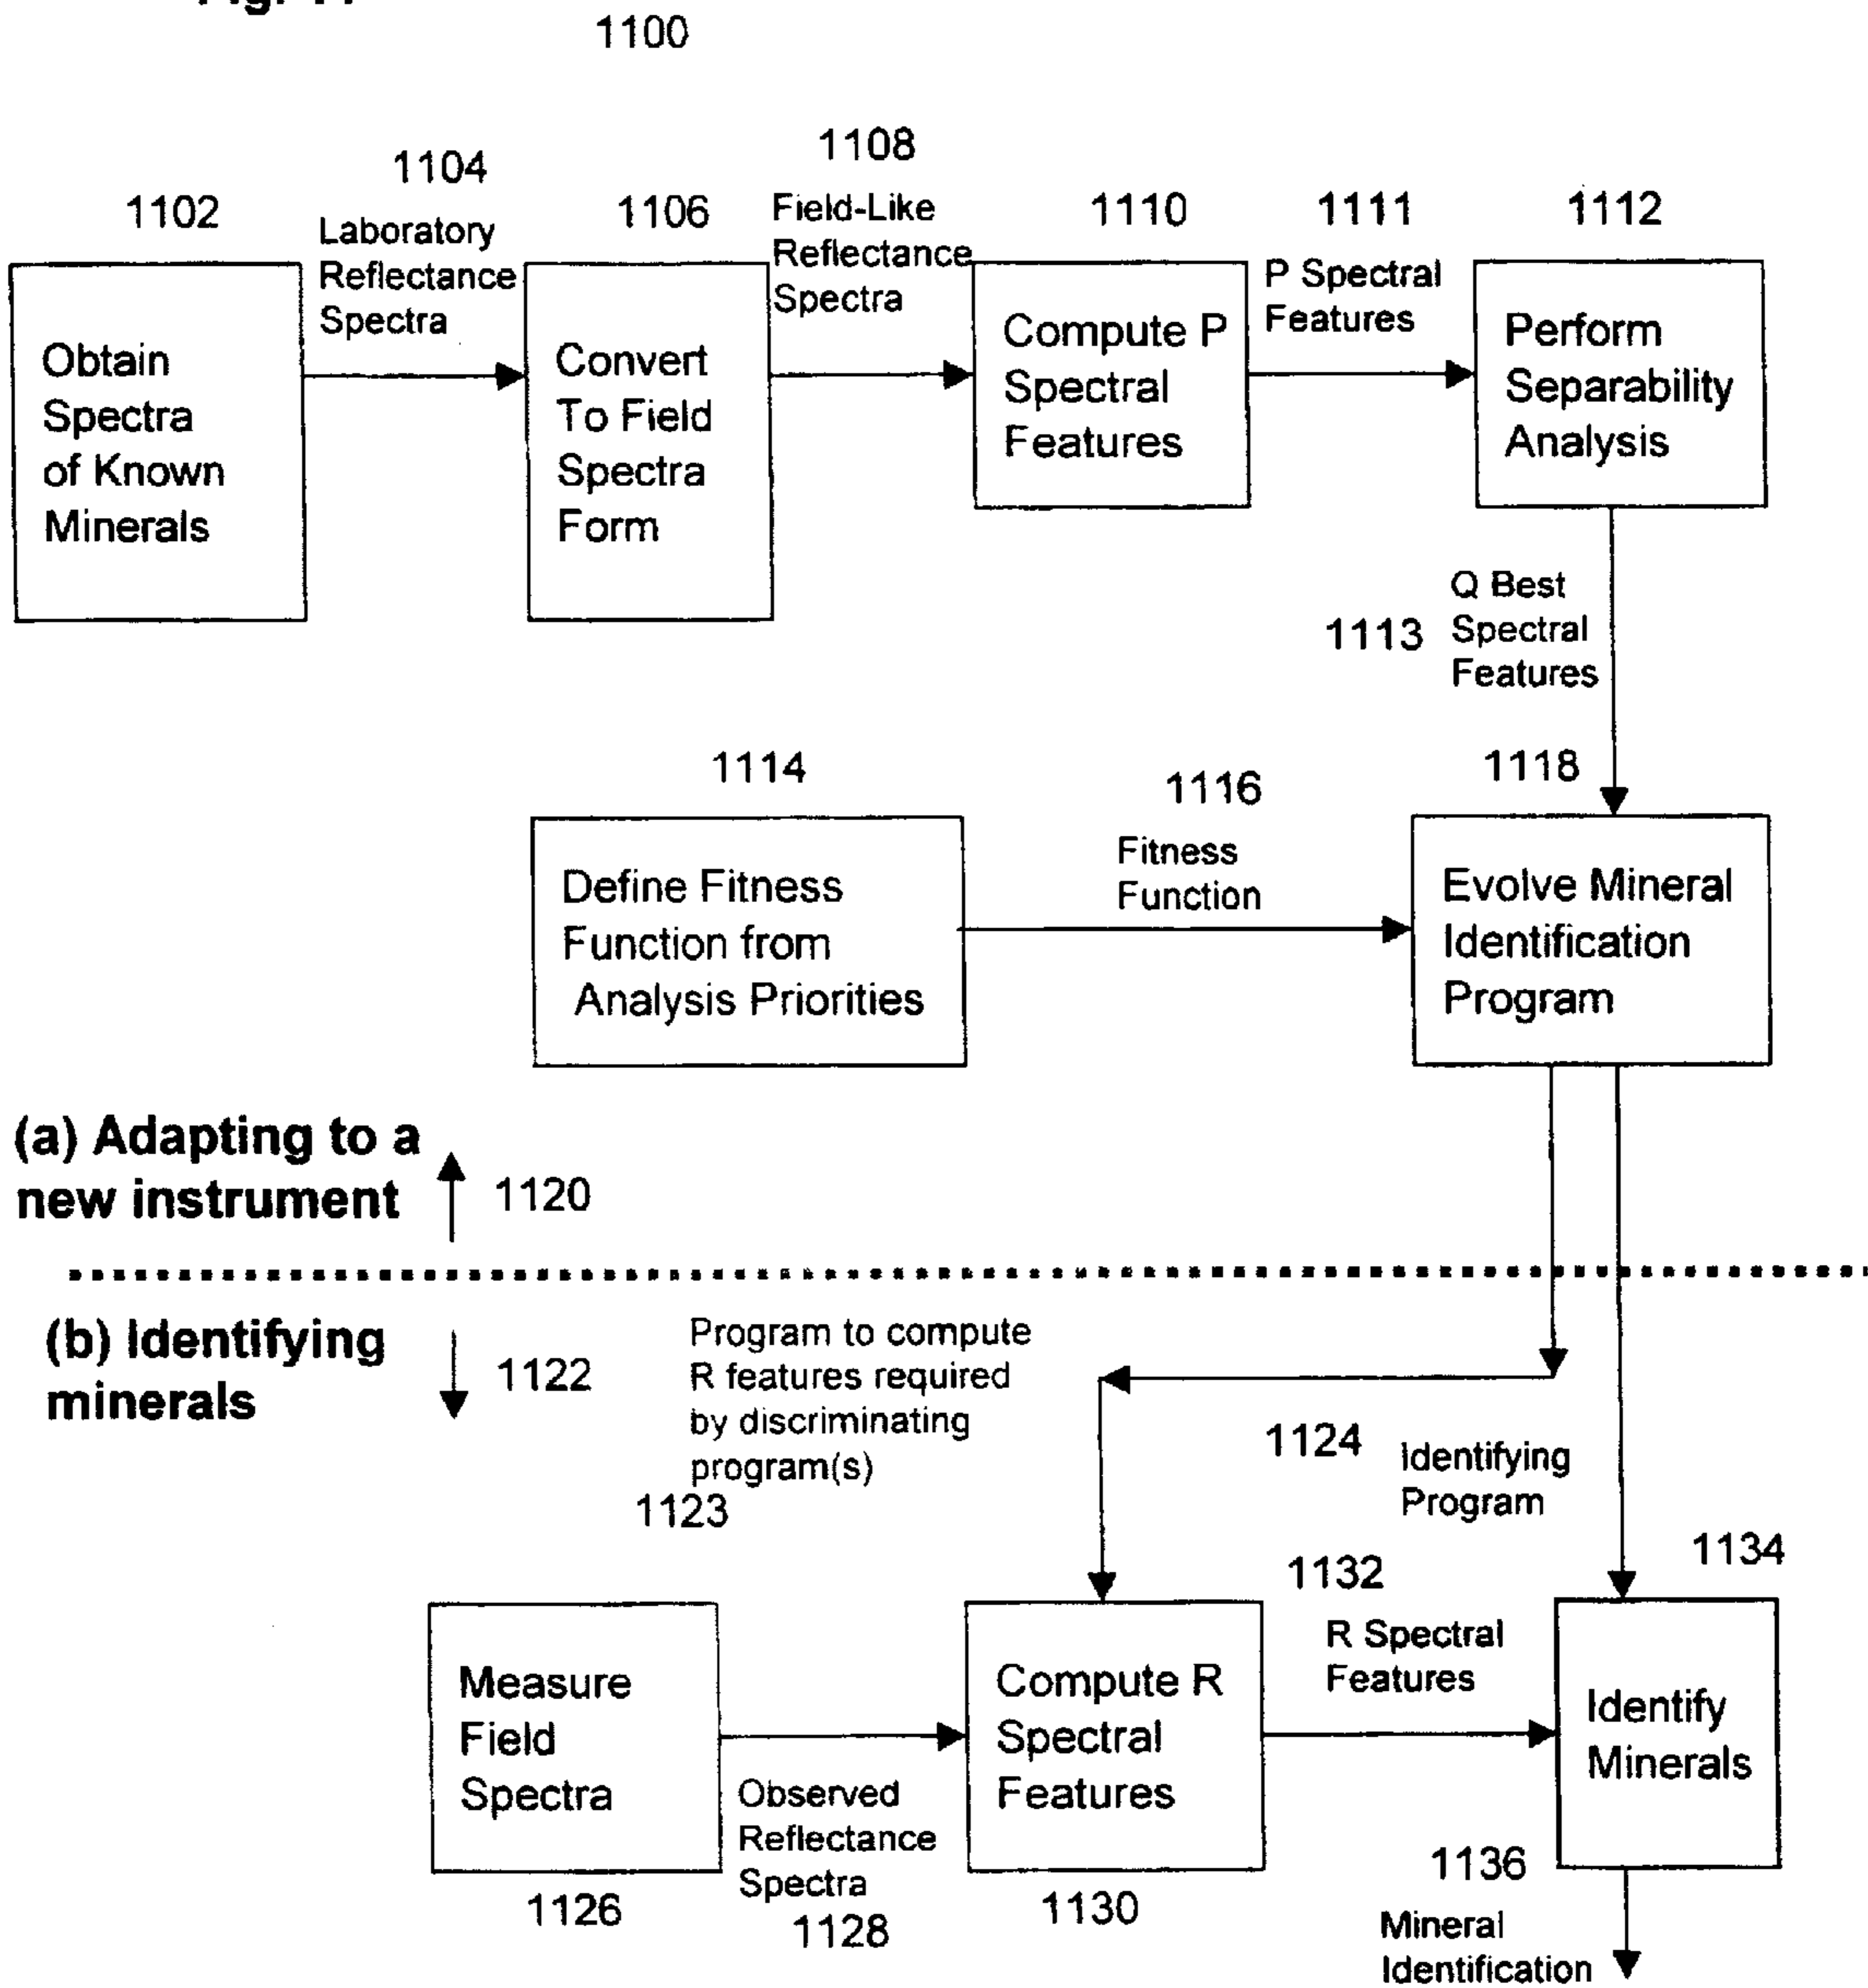 1100
1108
1104
1102
1106
1110
1111
1112
Laboratory
Reflectance
Spectra
Field-Like
Reflectance
Spectra
P Spectral
Features
Obtain
Spectra
of Known
Minerals
Convert
To Field
Spectra
Form
Compute P
Spectral
Features
Perform
Separability
Analysis
1113
Q Best
Spectral
Features
1114
1116
1118
Fitness
Function
Define Fitness
Function from
Analysis Priorities
Evolve Mineral
Identification
Program
(a) Adapting to a
new instrument
1120
(b) Identifying
minerals
1122
Program to compute
R features required
by discriminating
program(s)
1123
1124
Identifying
Program
1132
1134
R Spectral
Features
Measure
Field
Spectra
Compute R
Spectral
Features
Identify
Minerals
Observed
Reflectance
Spectra
1126
1128
1130
1136
Mineral
Identification